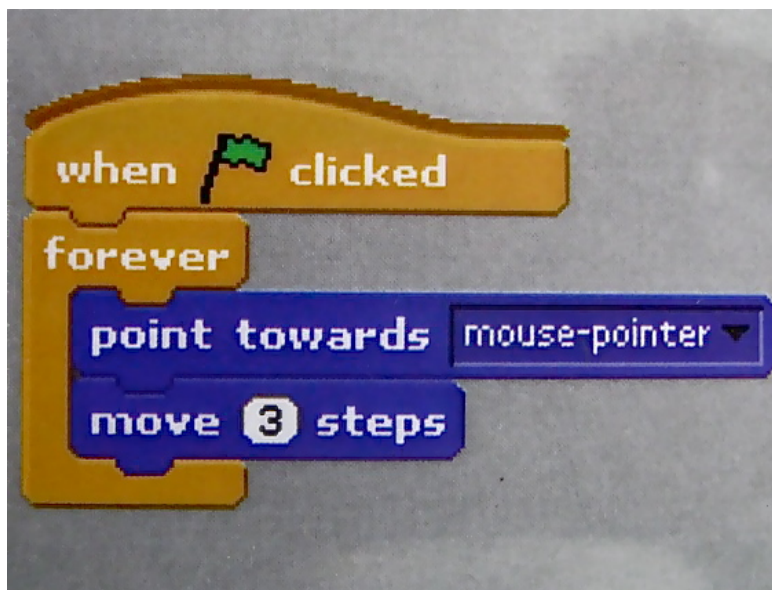 when clicked
forever
point towards mouse-pointer
move 3 steps